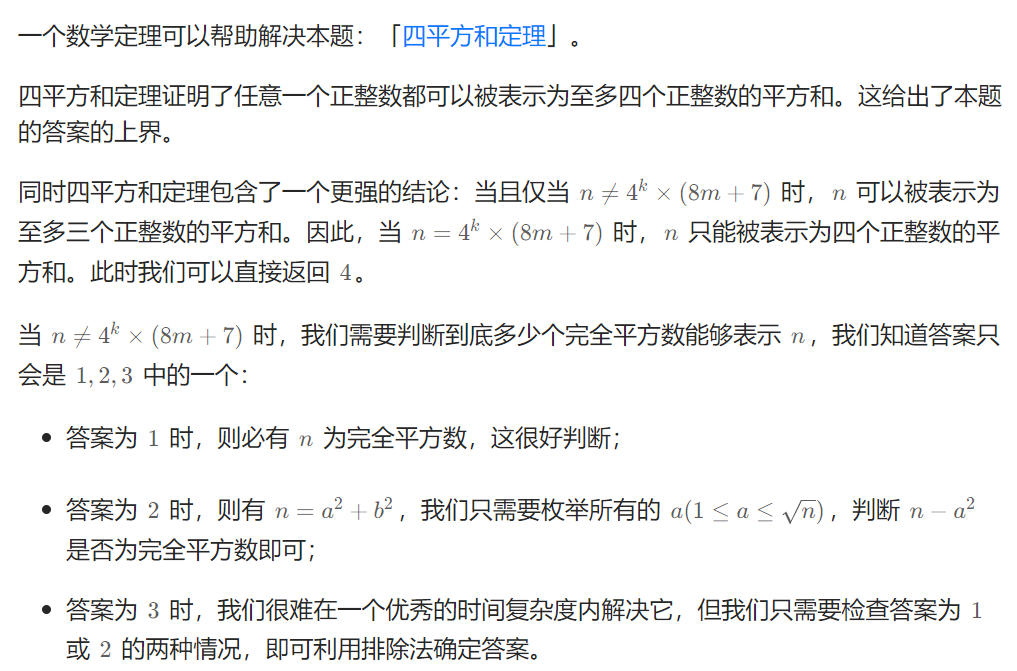 一个数学定理可以帮助解决本题：「四平方和定理」。
四平方和定理证明了任意一个正整数都可以被表示为至多四个正整数的平方和。这给出了本题
的答案的上界。
同时四平方和定理包含了一个更强的结论：当且仅当 n ≠ 4^k × (8m + 7) 时，n 可以被表示为
至多三个正整数的平方和。因此，当 n = 4^k × (8m + 7) 时，n 只能被表示为四个正整数的平
方和。此时我们可以直接返回 4。
当 n ≠ 4^k × (8m + 7) 时，我们需要判断到底多少个完全平方数能够表示 n，我们知道答案只
会是 1, 2, 3 中的一个：
• 答案为 1 时，则必有 n 为完全平方数，这很好判断；
• 答案为 2 时，则有 n = a² + b²，我们只需要枚举所有的 a(1 ≤ a ≤ √n)，判断 n − a²
是否为完全平方数即可；
• 答案为 3 时，我们很难在一个优秀的时间复杂度内解决它，但我们只需要检查答案为 1
或 2 的两种情况，即可利用排除法确定答案。